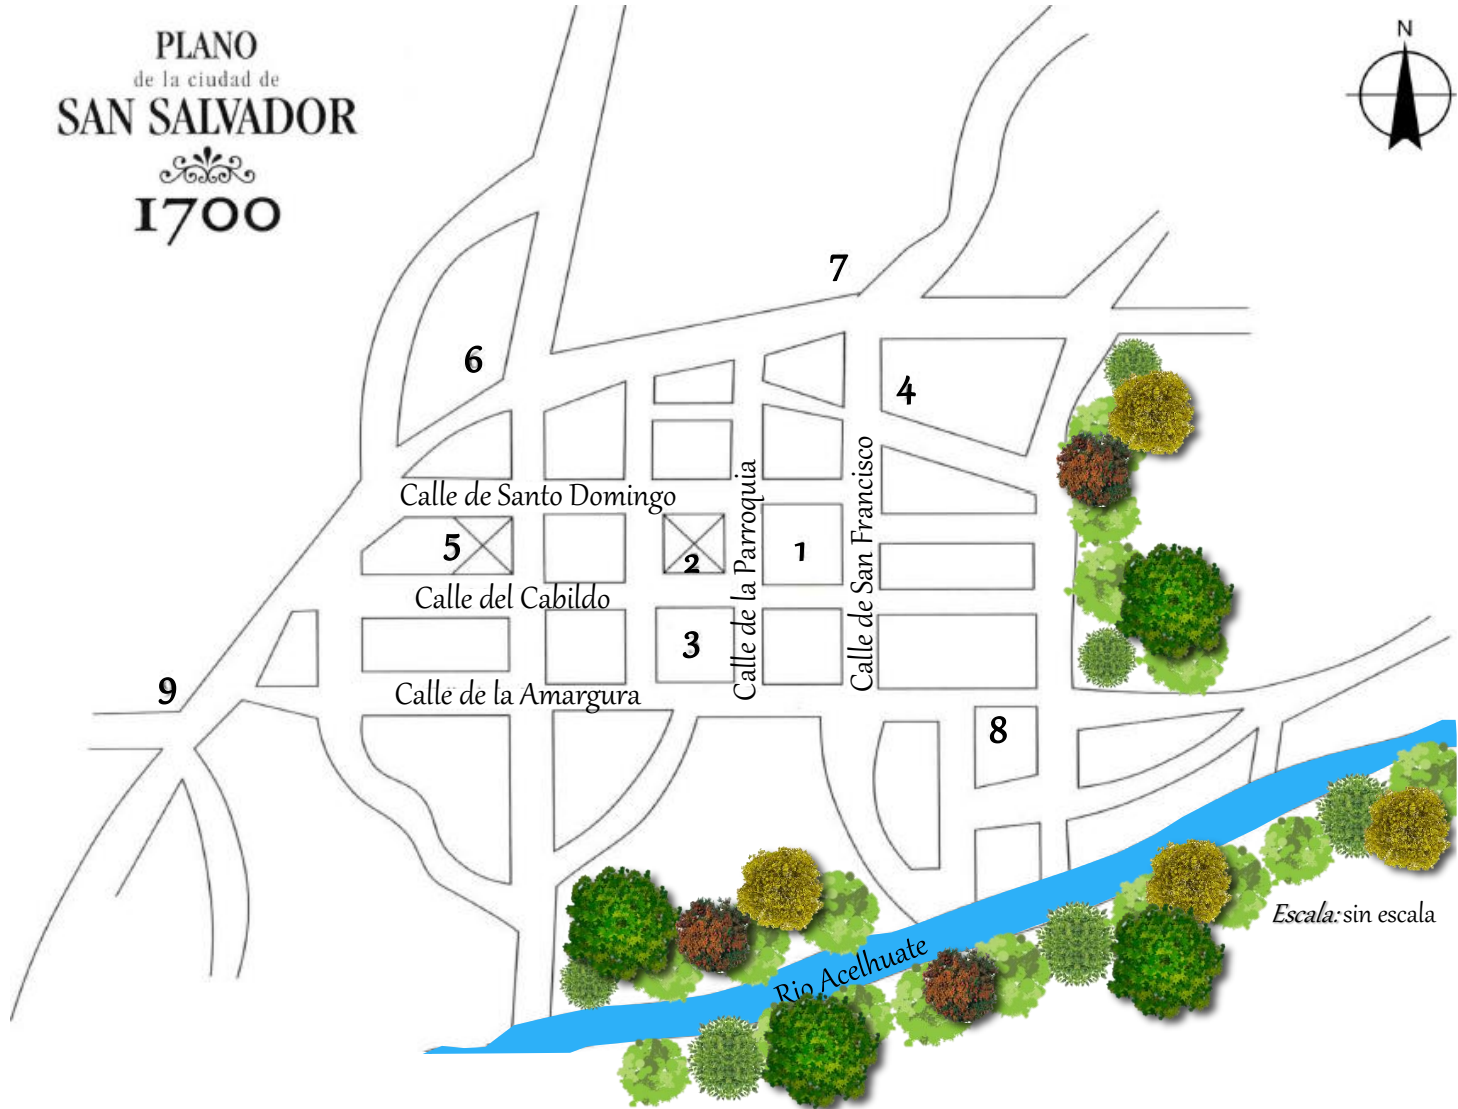 PLANO
de la ciudad de
SAN SALVADOR
1700
N
7
6
4
Calle de Santo Domingo
5
2
1
Calle de la Parroquia
Calle de San Francisco
Calle del Cabildo
3
9
Calle de la Amargura
8
Escala: sin escala
Rio Acelhuate